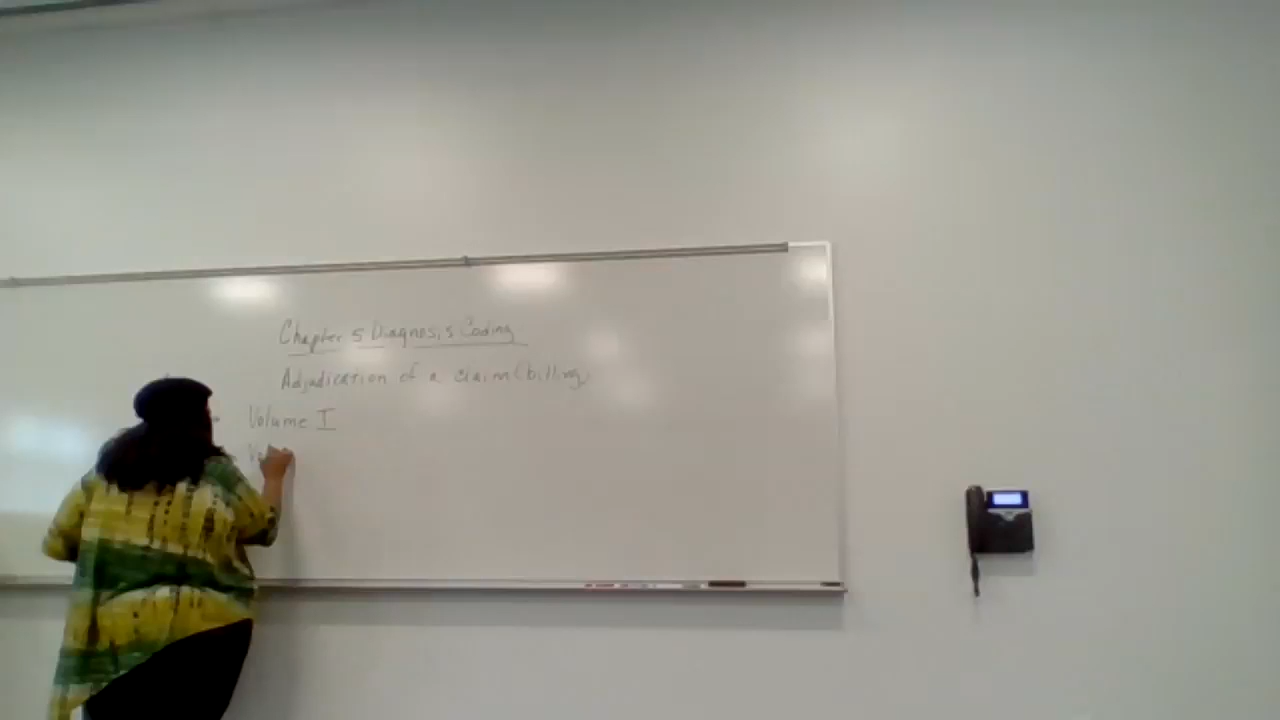 Chapter 5 Diagnosis Coding
Adjudication of a claim (billing)
Volume I